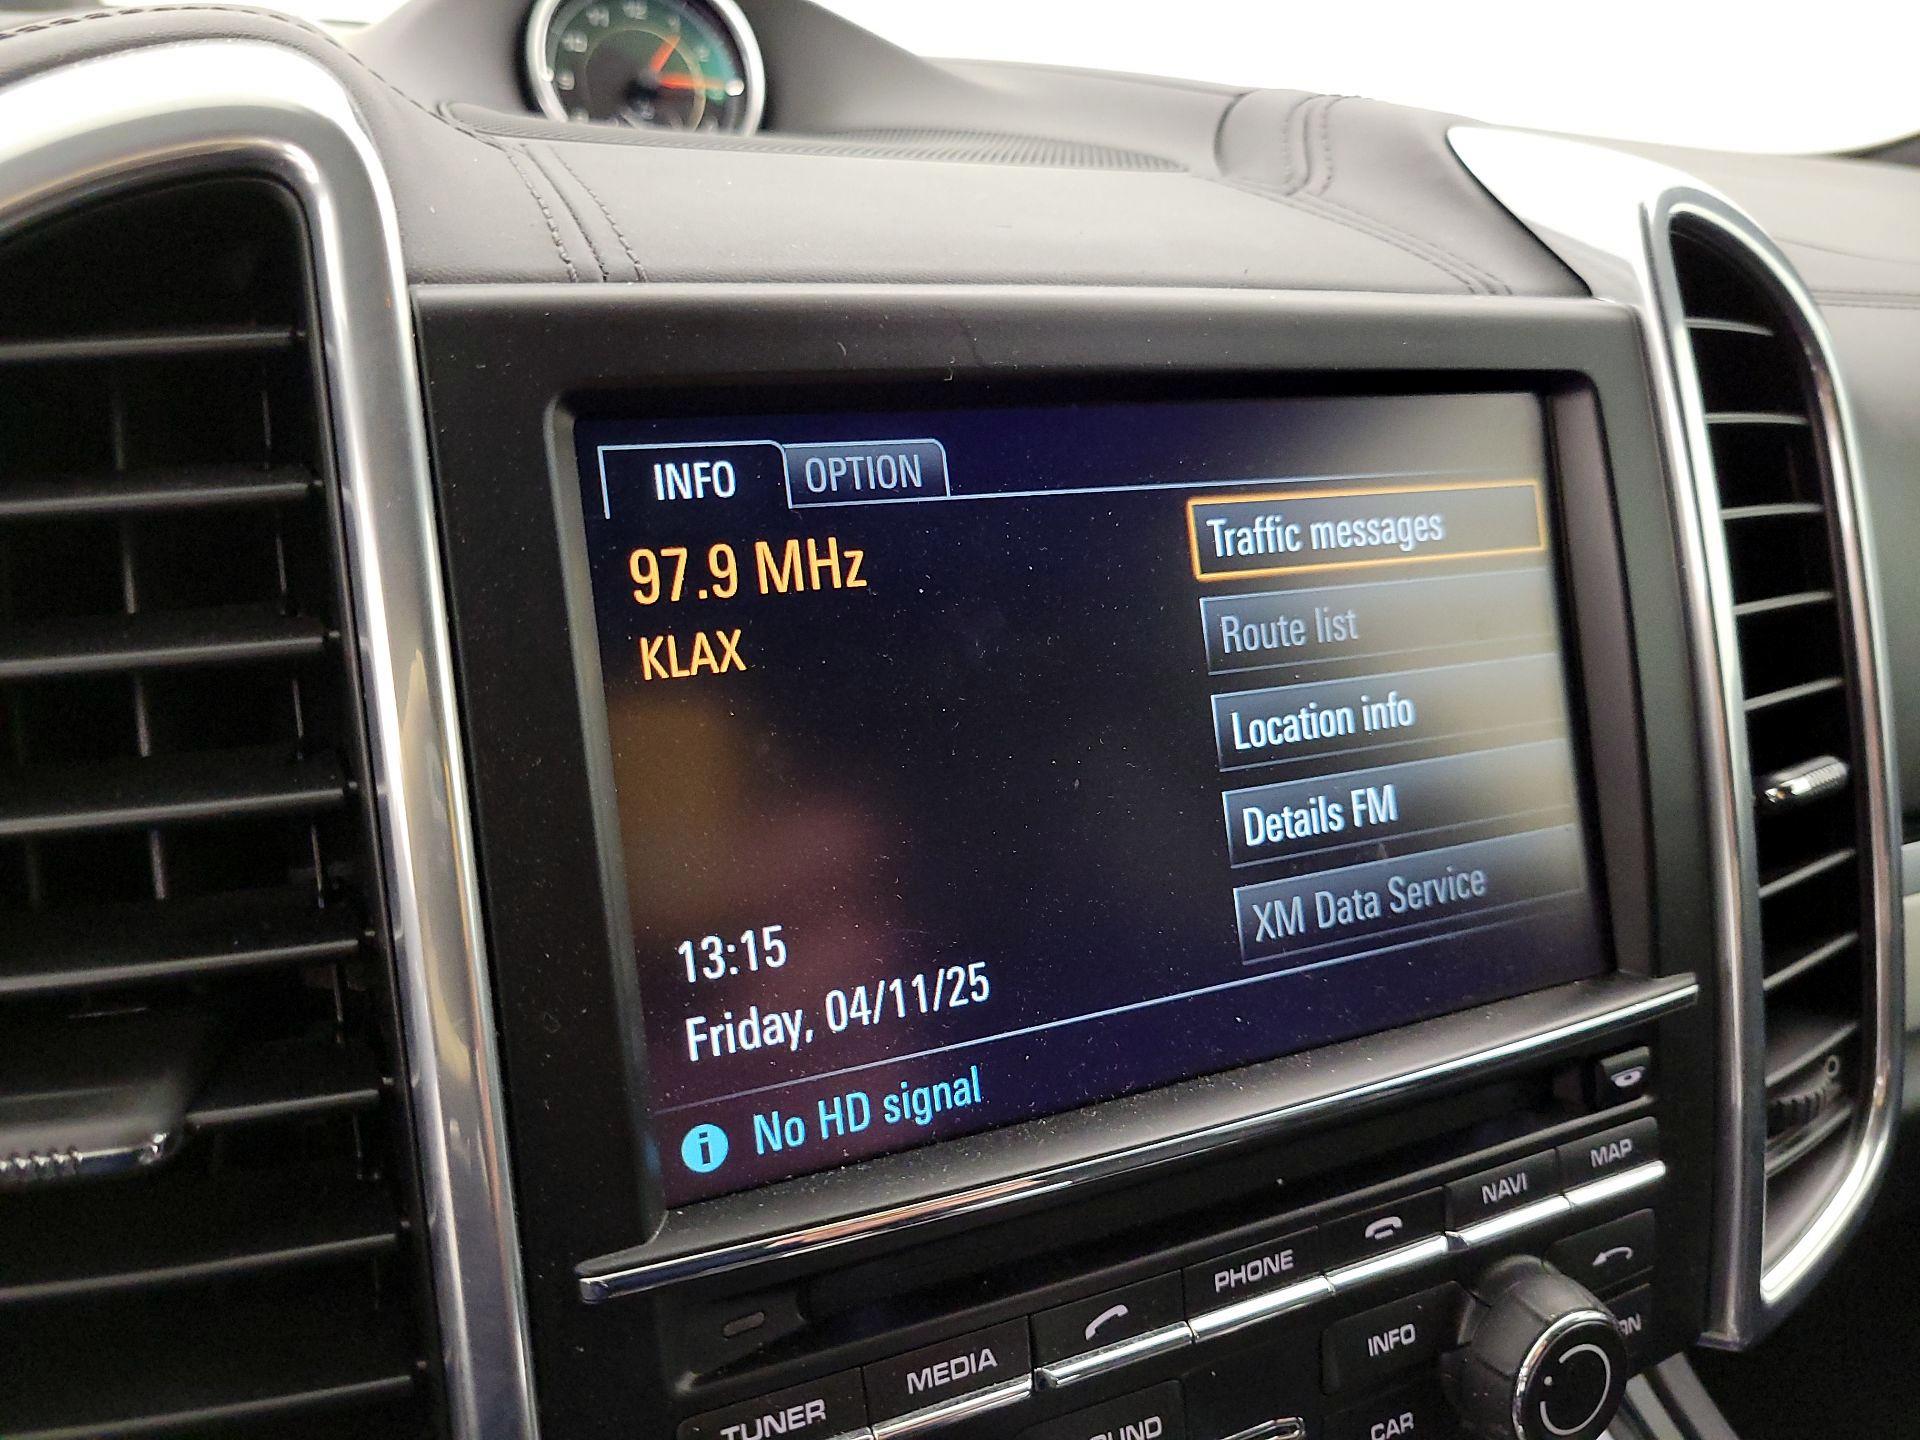 12
INFO
OPTION
97.9 MHz
KLAX
Traffic messages
Route list
Location info
Details FM
XM Data Service
13:15
Friday, 04/11/25
No HD signal
TUNER
MEDIA
PHONE
NAVI
MAP
INFO
CAR